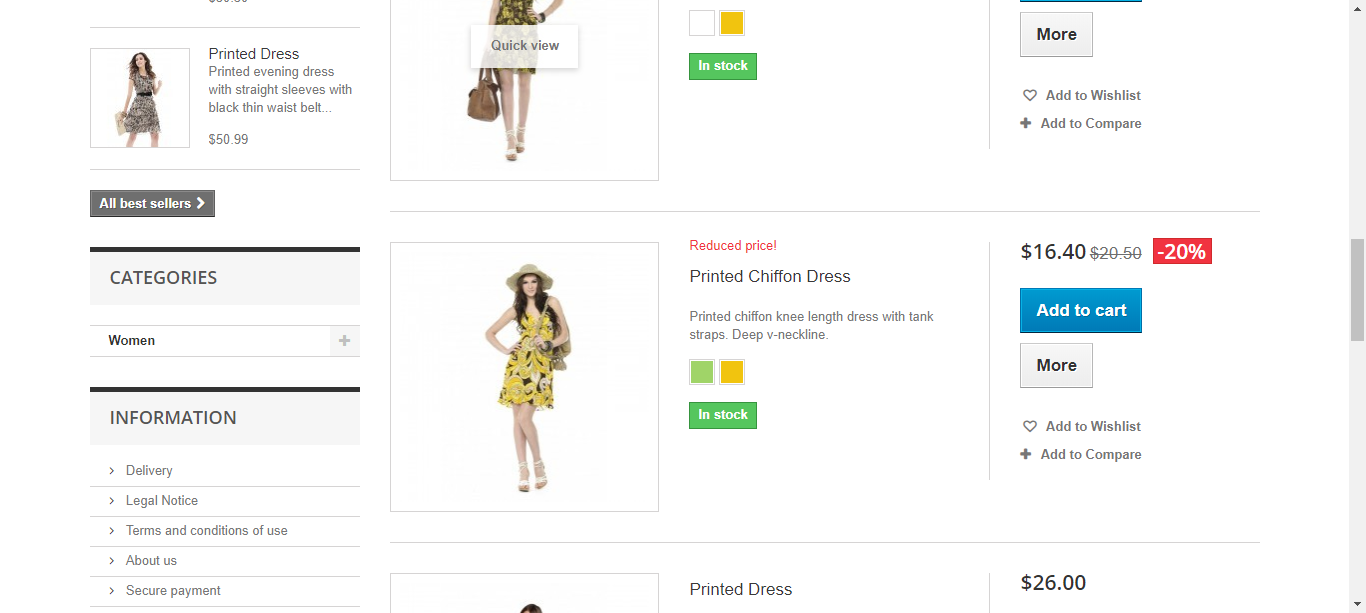 Printed Dress
Printed evening dress
with straight sleeves with
black thin waist belt...
$50.99
All best sellers
CATEGORIES
Women
INFORMATION
Delivery
Legal Notice
Terms and conditions of use
About us
Secure payment
Quick view
In stock
More
Add to Wishlist
Add to Compare
Reduced price!
Printed Chiffon Dress
Printed chiffon knee length dress with tank
straps. Deep v-neckline.
In stock
$16.40 $20.50 -20%
Add to cart
More
Add to Wishlist
Add to Compare
Printed Dress
$26.00